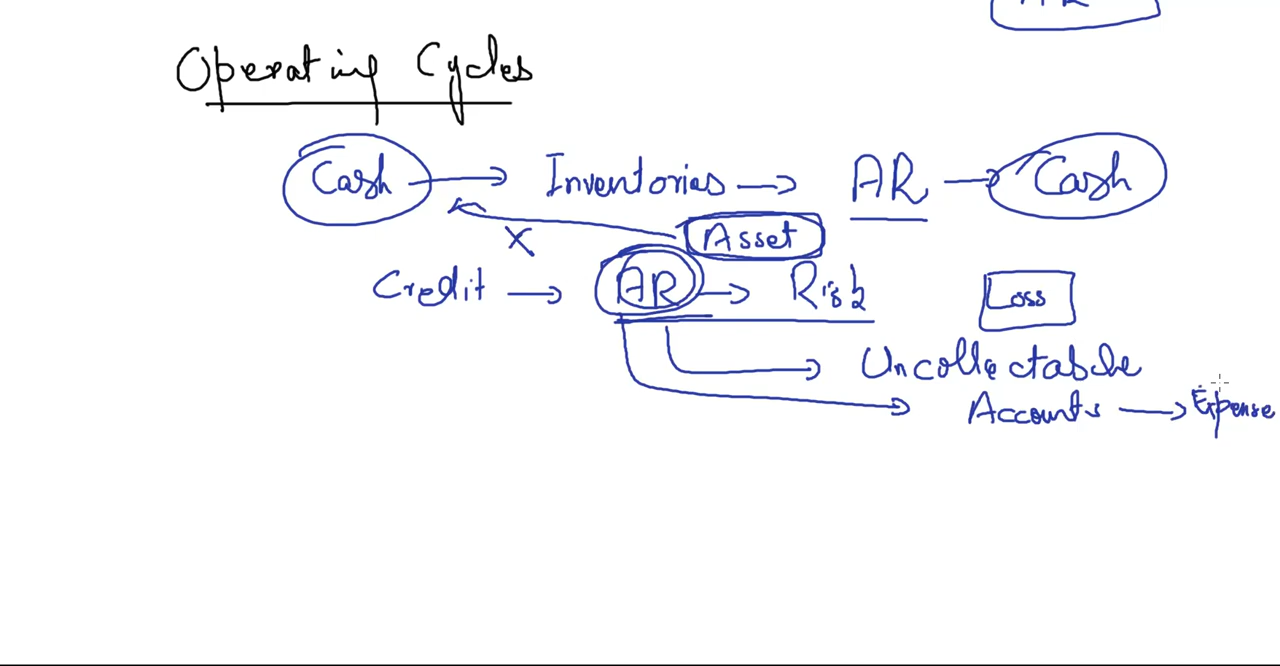 Operating Cycles
Cash → Inventories → AR → Cash
X Asset
Credit → AR → Risk Loss
Uncollectable
Accounts → Expense